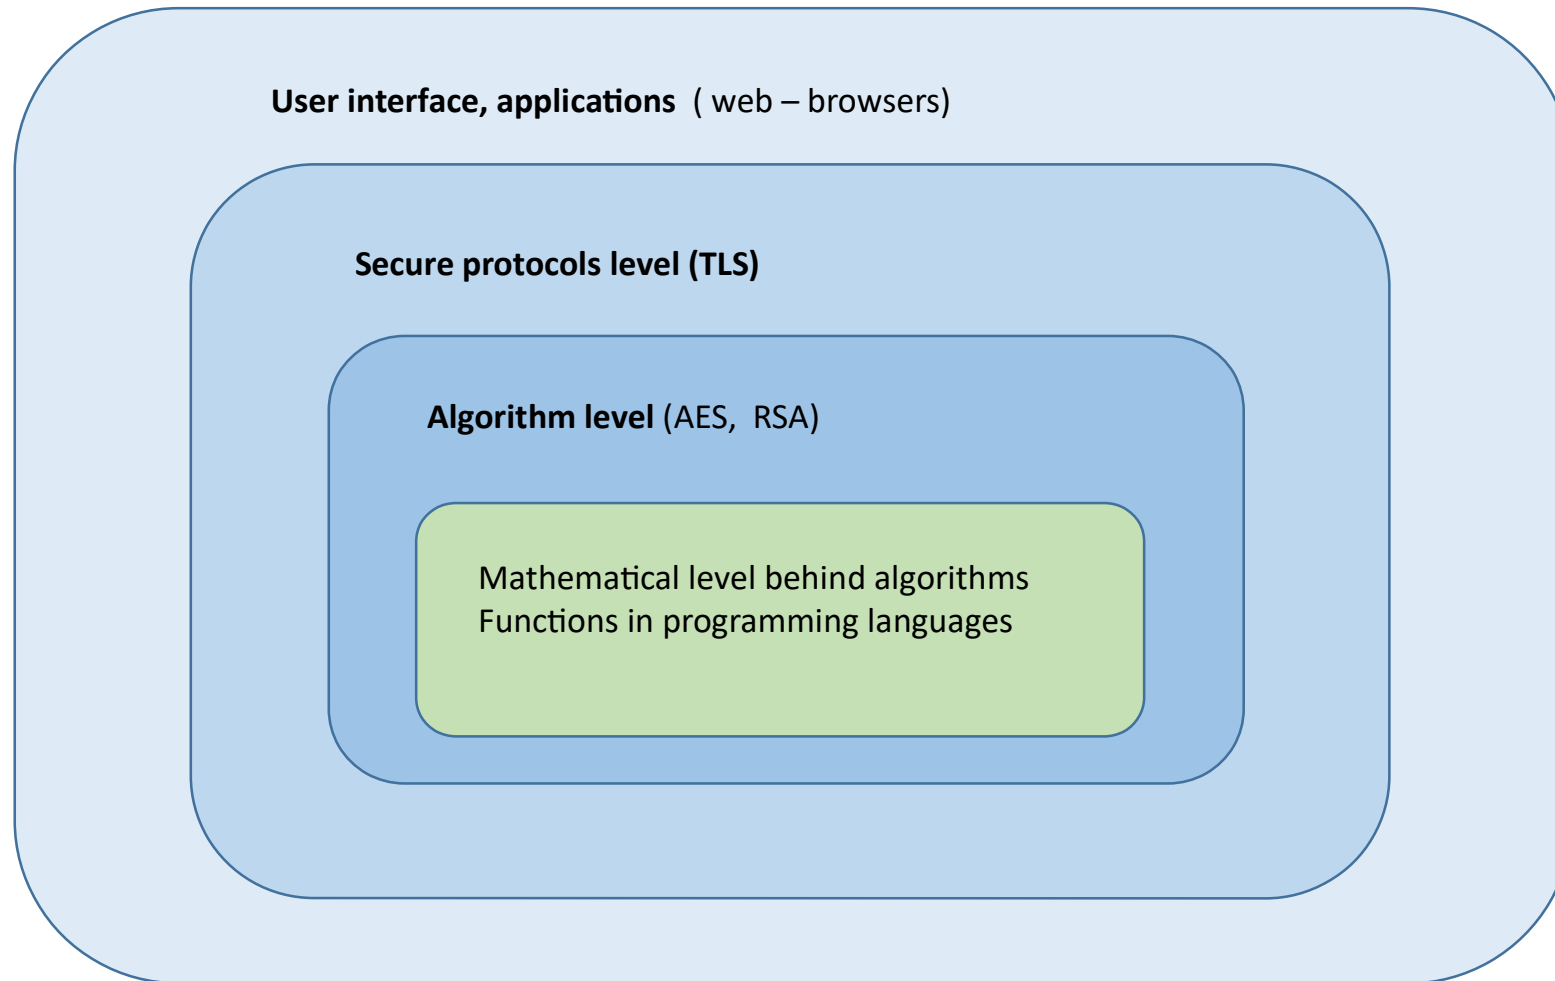 User interface, applications ( web – browsers)
Secure protocols level (TLS)
Algorithm level (AES, RSA)
Mathematical level behind algorithms
Functions in programming languages